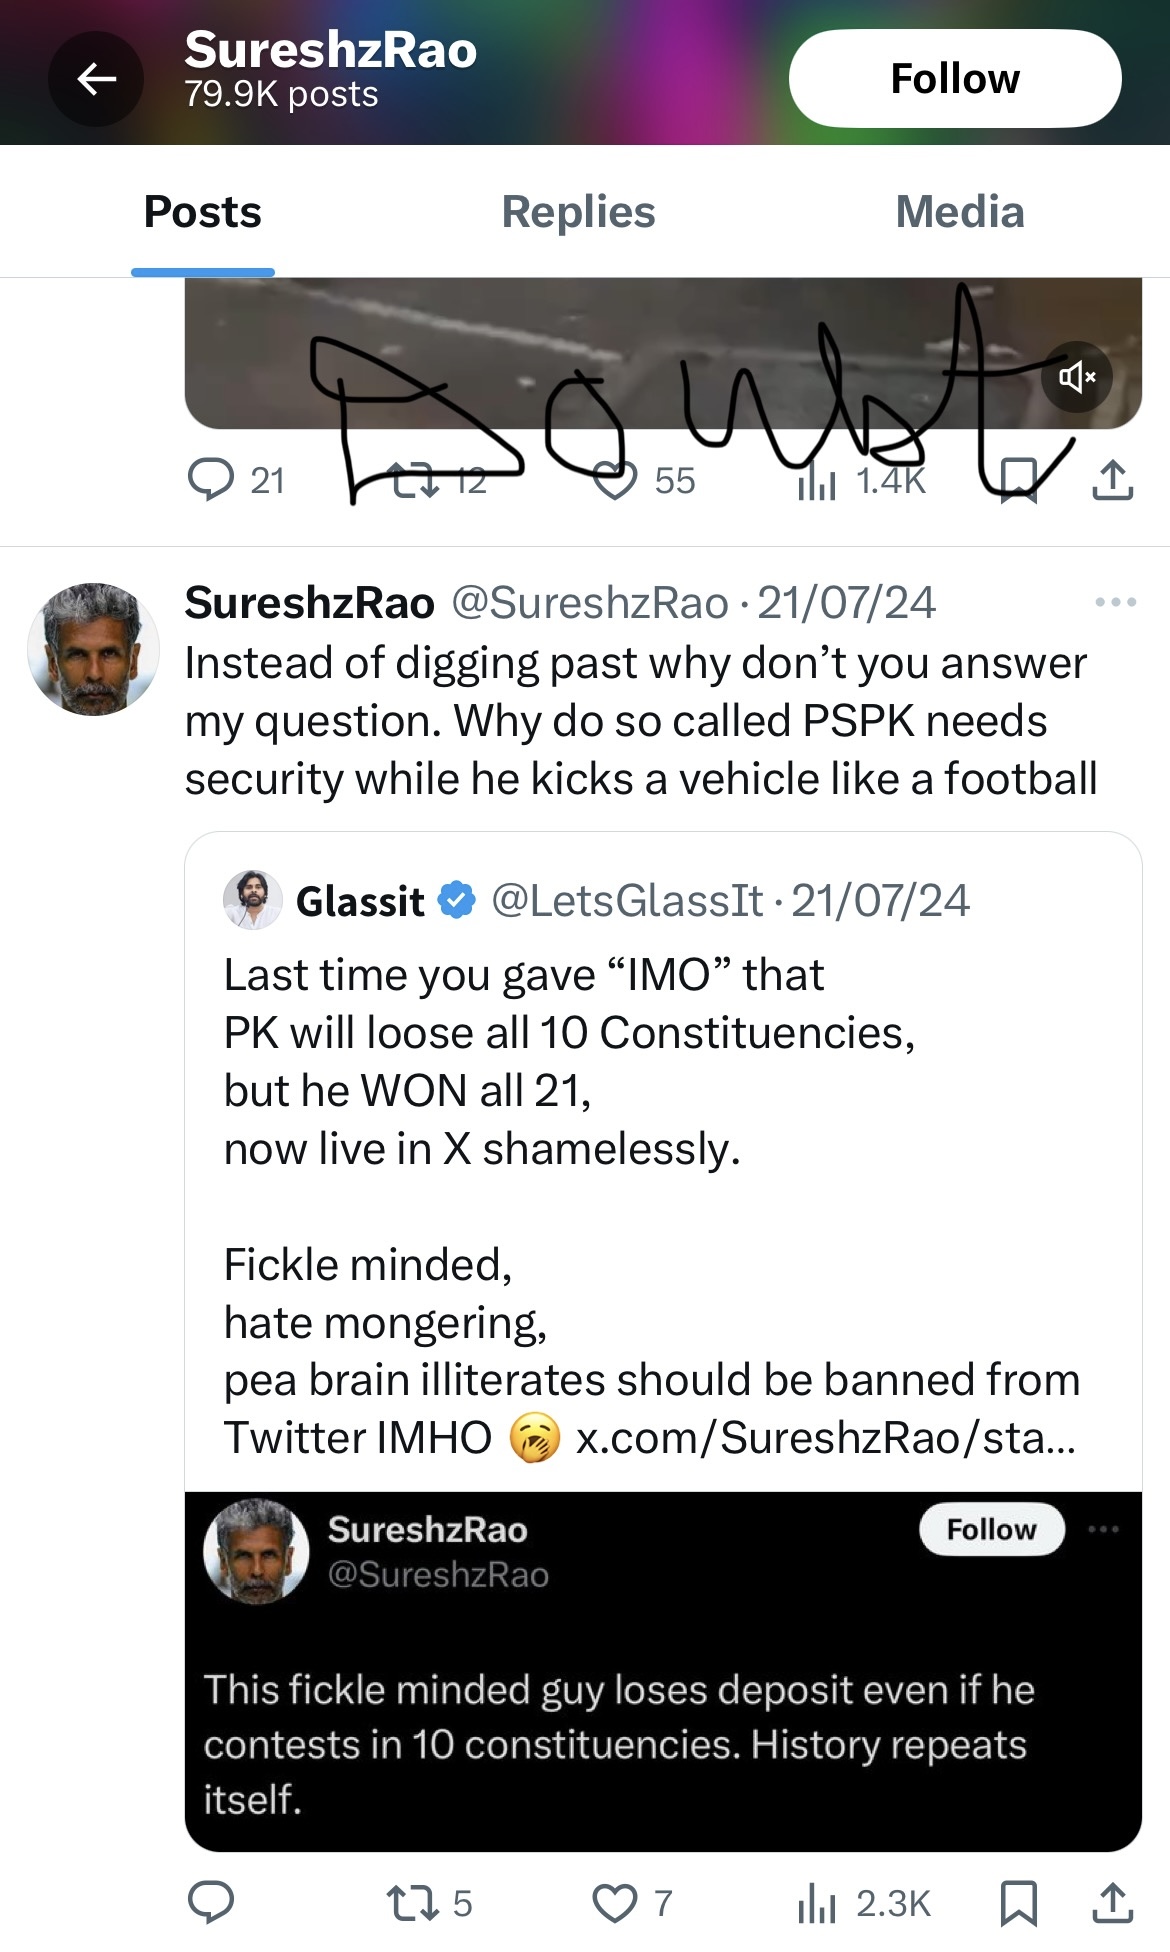 SureshzRao
79.9K posts
Follow
Posts Replies Media
Doubt
21 12 55 1.4K
SureshzRao @SureshzRao · 21/07/24
Instead of digging past why don’t you answer
my question. Why do so called PSPK needs
security while he kicks a vehicle like a football
Glassit @LetsGlassIt · 21/07/24
Last time you gave “IMO” that
PK will loose all 10 Constituencies,
but he WON all 21,
now live in X shamelessly.
Fickle minded,
hate mongering,
pea brain illiterates should be banned from
Twitter IMHO 🥱 x.com/SureshzRao/sta...
SureshzRao
@SureshzRao
Follow
This fickle minded guy loses deposit even if he
contests in 10 constituencies. History repeats
itself.
5 7 2.3K